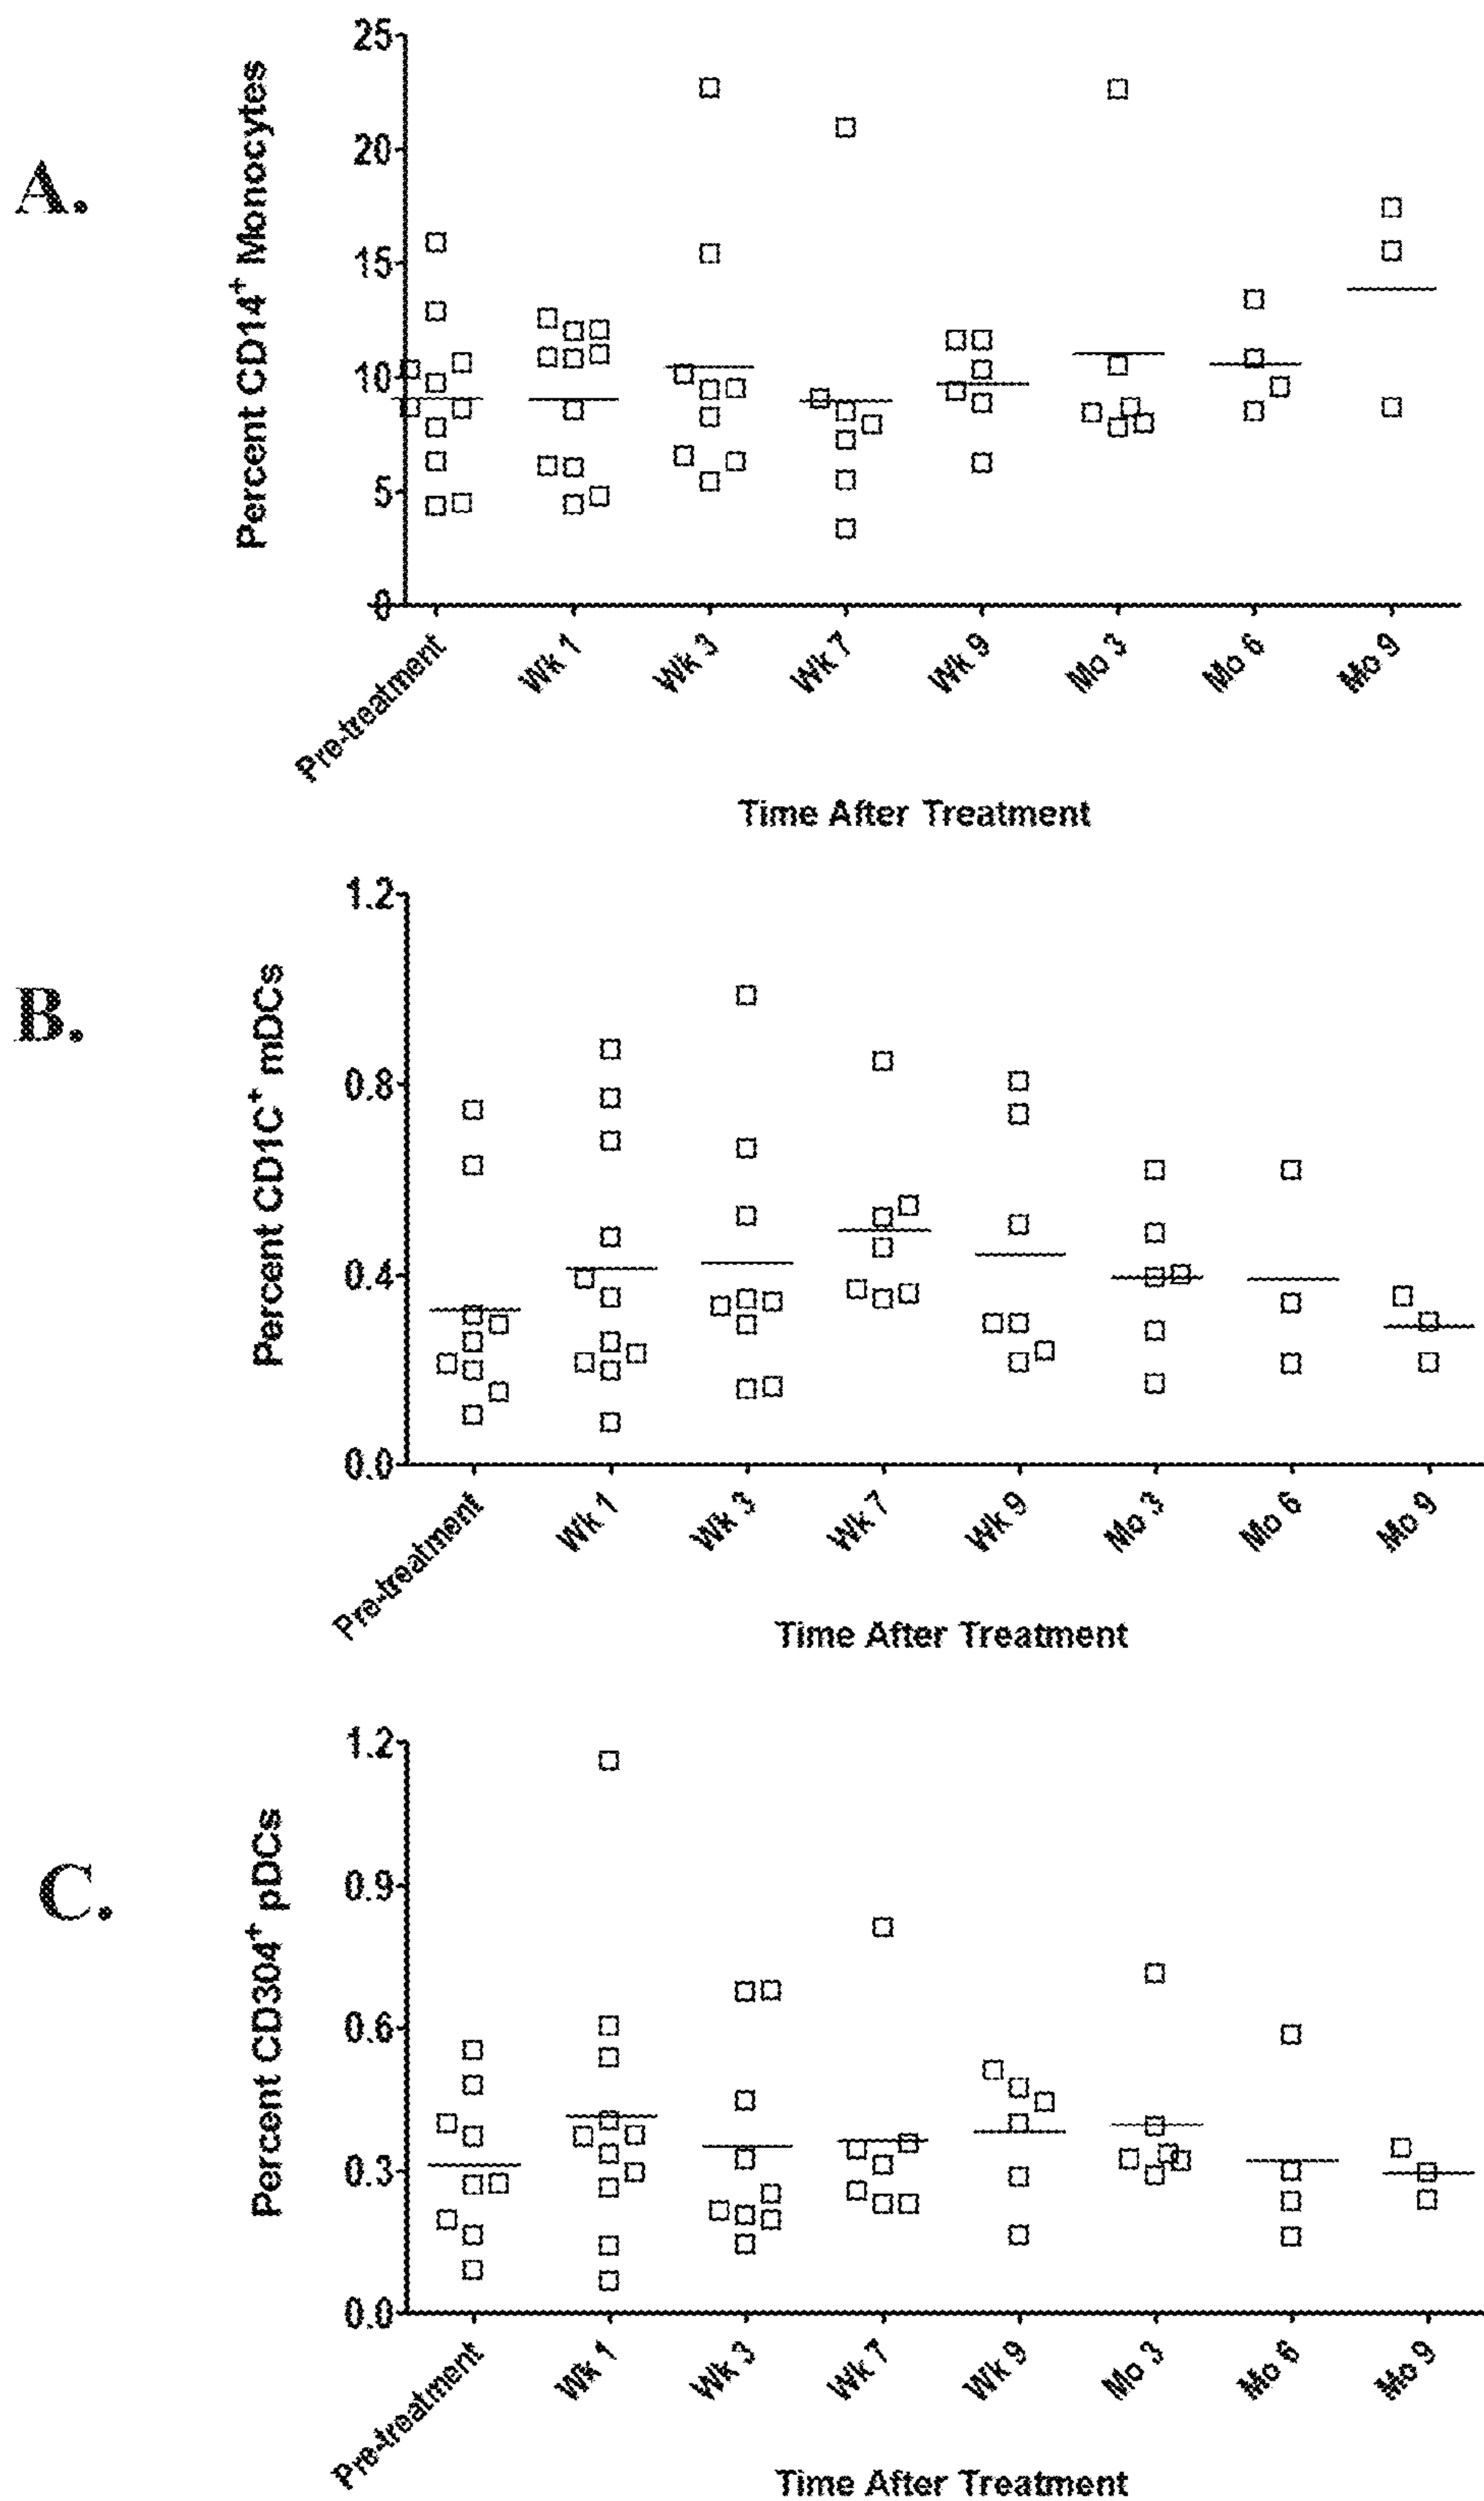 A.
Percent CD14+ Monocytes
25
20
15
10
5
0
Pre-treatment
Wk 1
Wk 3
Wk 7
Wk 9
Mo 3
Mo 6
Mo 9
Time After Treatment
B.
Percent CD1C+ mDCs
1.2
0.8
0.4
0.0
Pre-treatment
Wk 1
Wk 3
Wk 7
Wk 9
Mo 3
Mo 6
Mo 9
Time After Treatment
C.
Percent CD304+ pDCs
1.2
0.9
0.6
0.3
0.0
Pre-treatment
Wk 1
Wk 3
Wk 7
Wk 9
Mo 3
Mo 6
Mo 9
Time After Treatment